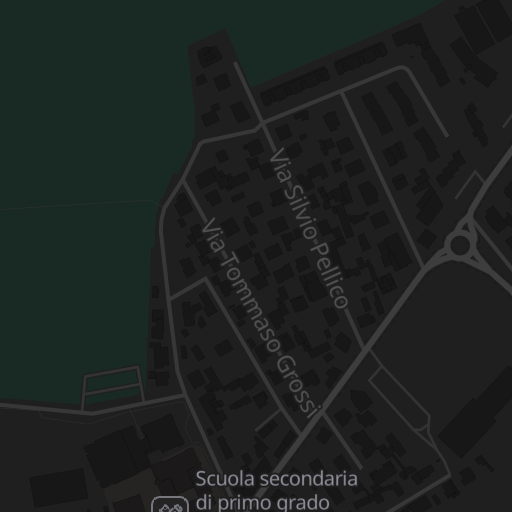 Via Silvio Pellico
Via Tommaso Grossi
Scuola secondaria
di primo grado